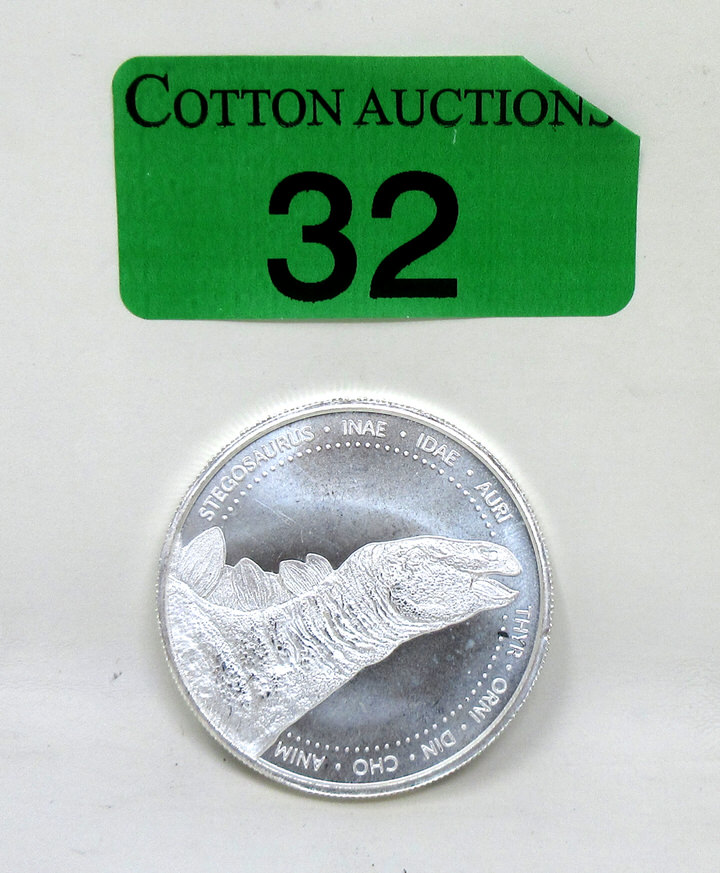 COTTON AUCTIONS
32
STEGOSAURUS • INAE • IDAE • AURI THYR • ORNI • DIN • CHO • ANIM